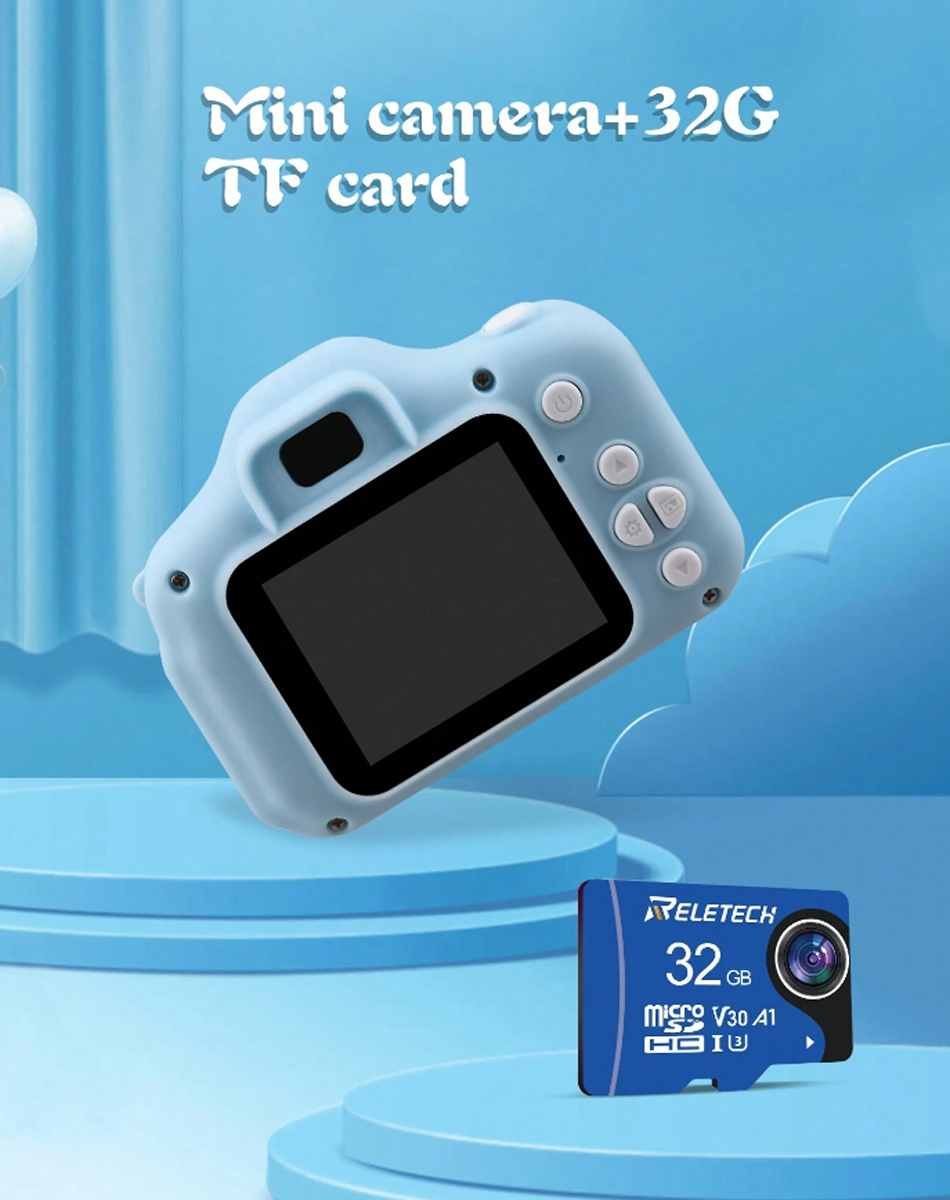 Mini camera+32G
TF card
RELETECH
32 GB
micro SD HC V30 A1
I U3